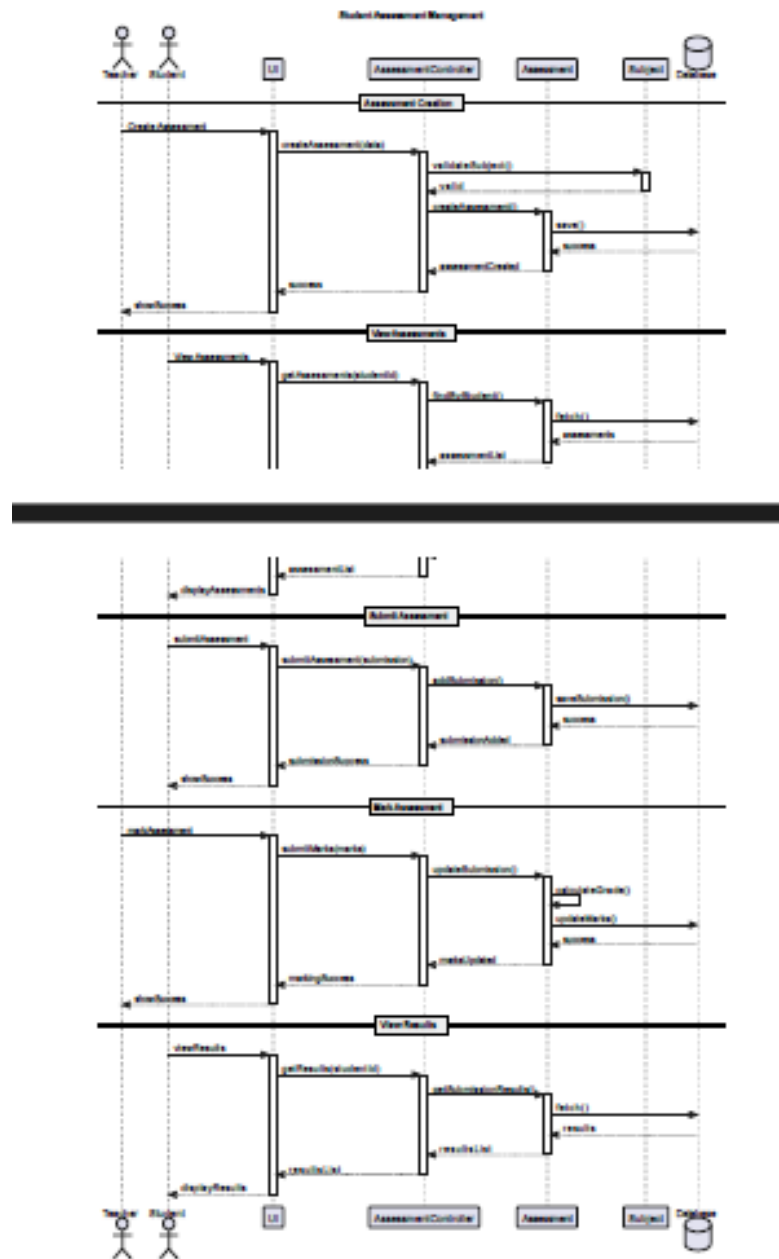 Student Assessment Management
Teacher Student UI AssessmentController Assessment Subject Database
Assessment Creation
Create Assessment
createAssessment(data)
validateSubject()
valid
createAssessment()
save()
success
assessmentCreated
success
showSuccess
View Assessments
View Assessments
getAssessments(studentId)
findByStudent()
fetch()
assessments
assessmentList
assessmentList
displayAssessments
Submit Assessment
submitAssessment
submitAssessment(submission)
addSubmission()
saveSubmission()
success
submissionAdded
submissionSuccess
showSuccess
Mark Assessment
markAssessment
submitMarks(marks)
updateSubmission()
calculateGrade()
updateMarks()
success
marksUpdated
markingSuccess
showSuccess
View Results
viewResults
getResults(studentId)
getSubmissionResults()
fetch()
results
resultsList
resultsList
displayResults
Teacher Student UI AssessmentController Assessment Subject Database